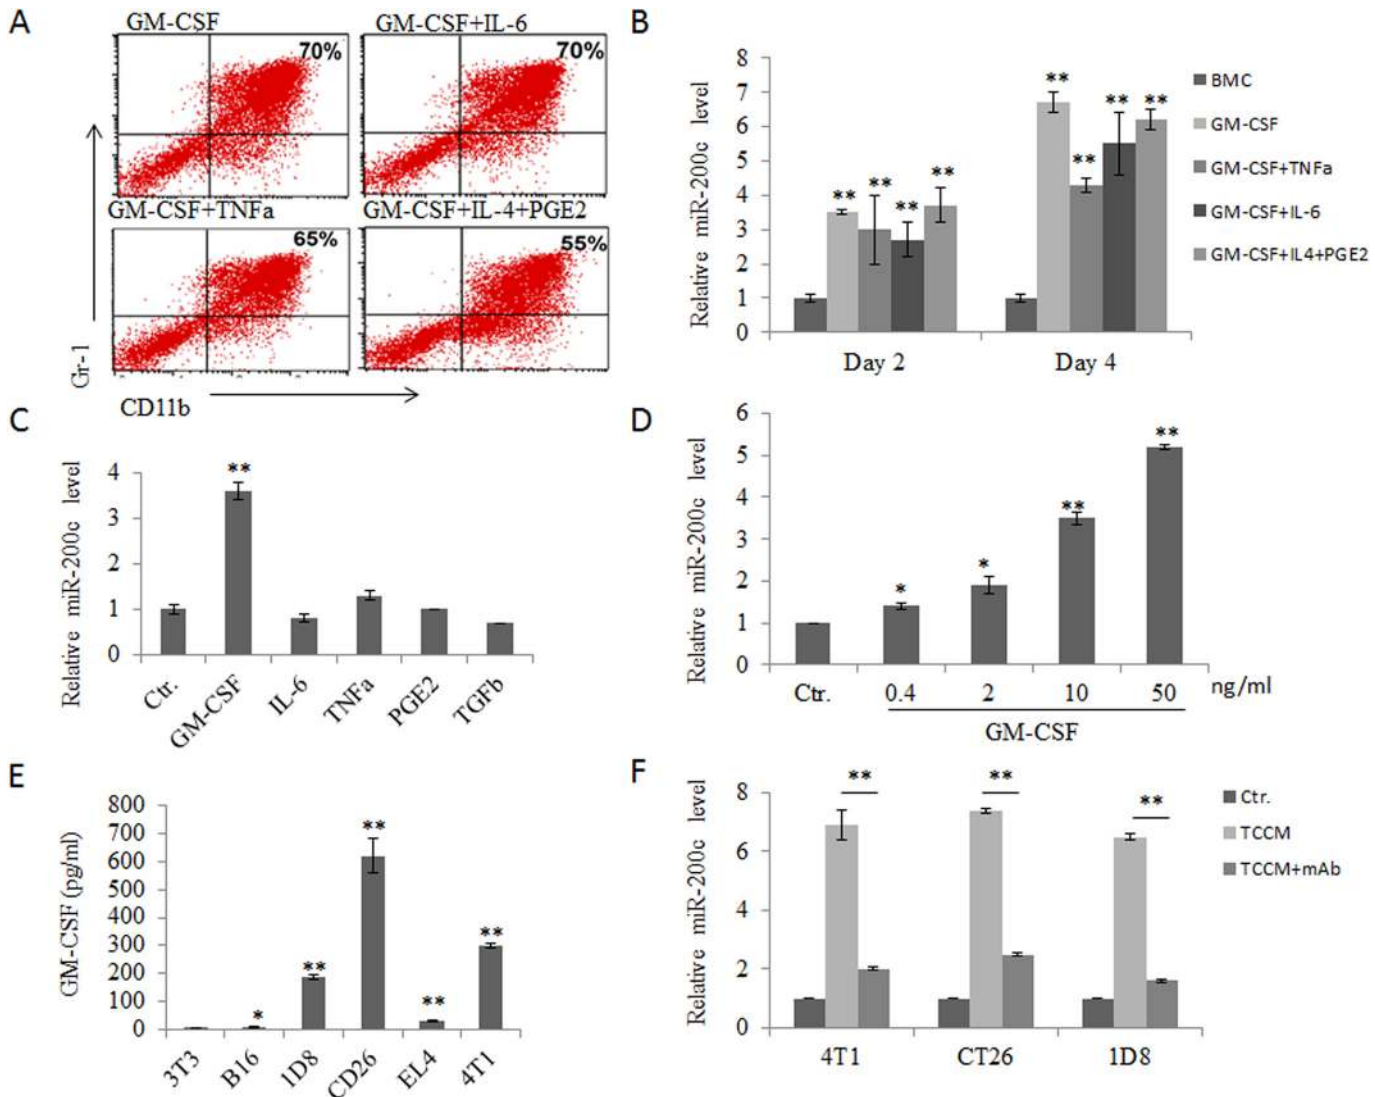 A
GM-CSF
GM-CSF+IL-6
70%
70%
GM-CSF+TNFa
GM-CSF+IL-4+PGE2
65%
55%
Gr-1
CD11b
B
Relative miR-200c level
8
7
6
5
4
3
2
1
0
** ** ** **
** ** ** **
Day 2
Day 4
BMC
GM-CSF
GM-CSF+TNFa
GM-CSF+IL-6
GM-CSF+IL4+PGE2
C
Relative miR-200c level
4
3
2
1
0
**
Ctr.
GM-CSF
IL-6
TNFa
PGE2
TGFb
D
Relative miR-200c level
6
5
4
3
2
1
0
*
*
**
**
Ctr. 0.4 2 10 50 ng/ml
GM-CSF
E
GM-CSF (pg/ml)
800
700
600
500
400
300
200
100
0
*
**
**
**
**
3T3
B16
1D8
CD26
EL4
4T1
F
Relative miR-200c level
8
6
4
2
0
**
**
**
4T1
CT26
1D8
Ctr.
TCCM
TCCM+mAb